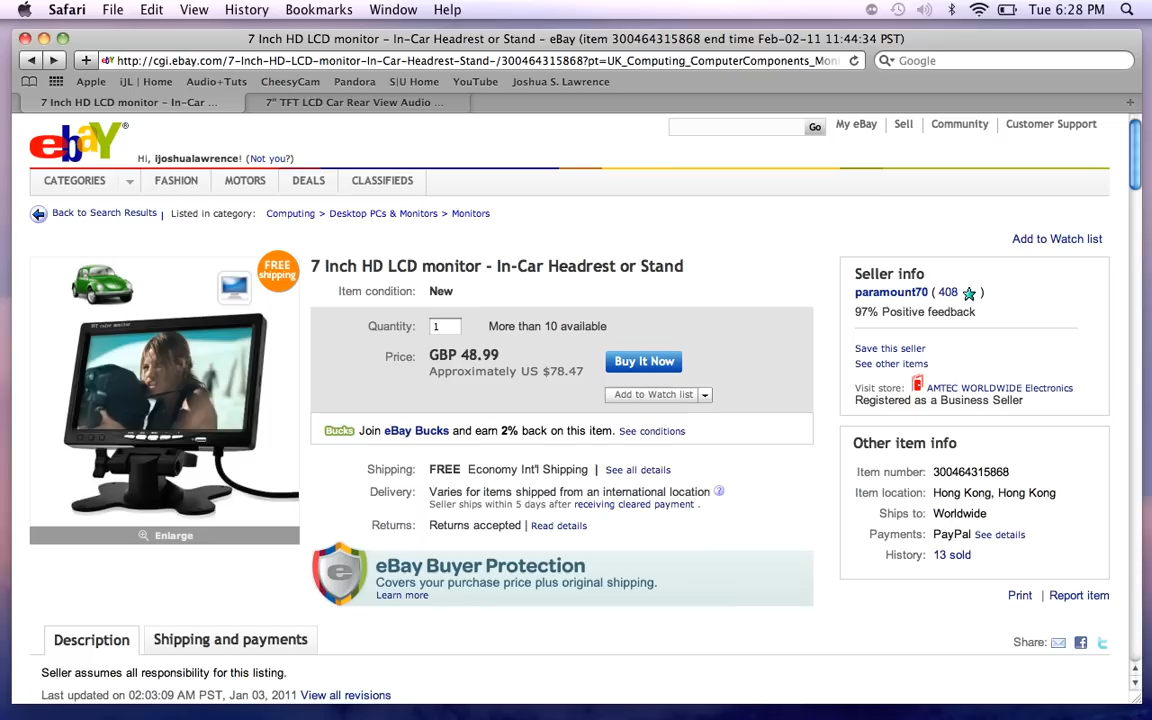 Safari File Edit View History Bookmarks Window Help Tue 6:28 PM
7 Inch HD LCD monitor – In-Car Headrest or Stand – eBay (item 300464315868 end time Feb-02-11 11:44:34 PTC)
http://cgi.ebay.com/7-Inch-HD-LCD-monitor-In-Car-Headrest-Stand-/300464315868?pt=UK_Computing_ComputerComponents_Moni Google
Apple iJL | Home Audio+Tuts CheesyCam Pandora S|U Home YouTube Joshua S. Lawrence
7 Inch HD LCD monitor – In-Car ... 7" TFT LCD Car Rear View Audio ...
ebay® Go My eBay | Sell | Community | Customer Support
Hi, ijoshualawrence! (Not you?)
CATEGORIES FASHION MOTORS DEALS CLASSIFIEDS
Back to Search Results | Listed in category: Computing > Desktop PCs & Monitors > Monitors
Add to Watch list
FREE shipping
TFT color monitor
Enlarge
7 Inch HD LCD monitor - In-Car Headrest or Stand
Item condition: New
Quantity: 1 More than 10 available
Price: GBP 48.99 Buy It Now
Approximately US $78.47
Add to Watch list
Bucks Join eBay Bucks and earn 2% back on this item. See conditions
Shipping: FREE Economy Int'l Shipping | See all details
Delivery: Varies for items shipped from an international location ?
Seller ships within 5 days after receiving cleared payment .
Returns: Returns accepted | Read details
e eBay Buyer Protection
Covers your purchase price plus original shipping.
Learn more
Seller info
paramount70 ( 408 )
97% Positive feedback
Save this seller
See other items
Visit store: AMTEC WORLDWIDE Electronics
Registered as a Business Seller
Other item info
Item number: 300464315868
Item location: Hong Kong, Hong Kong
Ships to: Worldwide
Payments: PayPal See details
History: 13 sold
Print | Report item
Description Shipping and payments
Share:
Seller assumes all responsibility for this listing.
Last updated on 02:03:09 AM PST, Jan 03, 2011 View all revisions